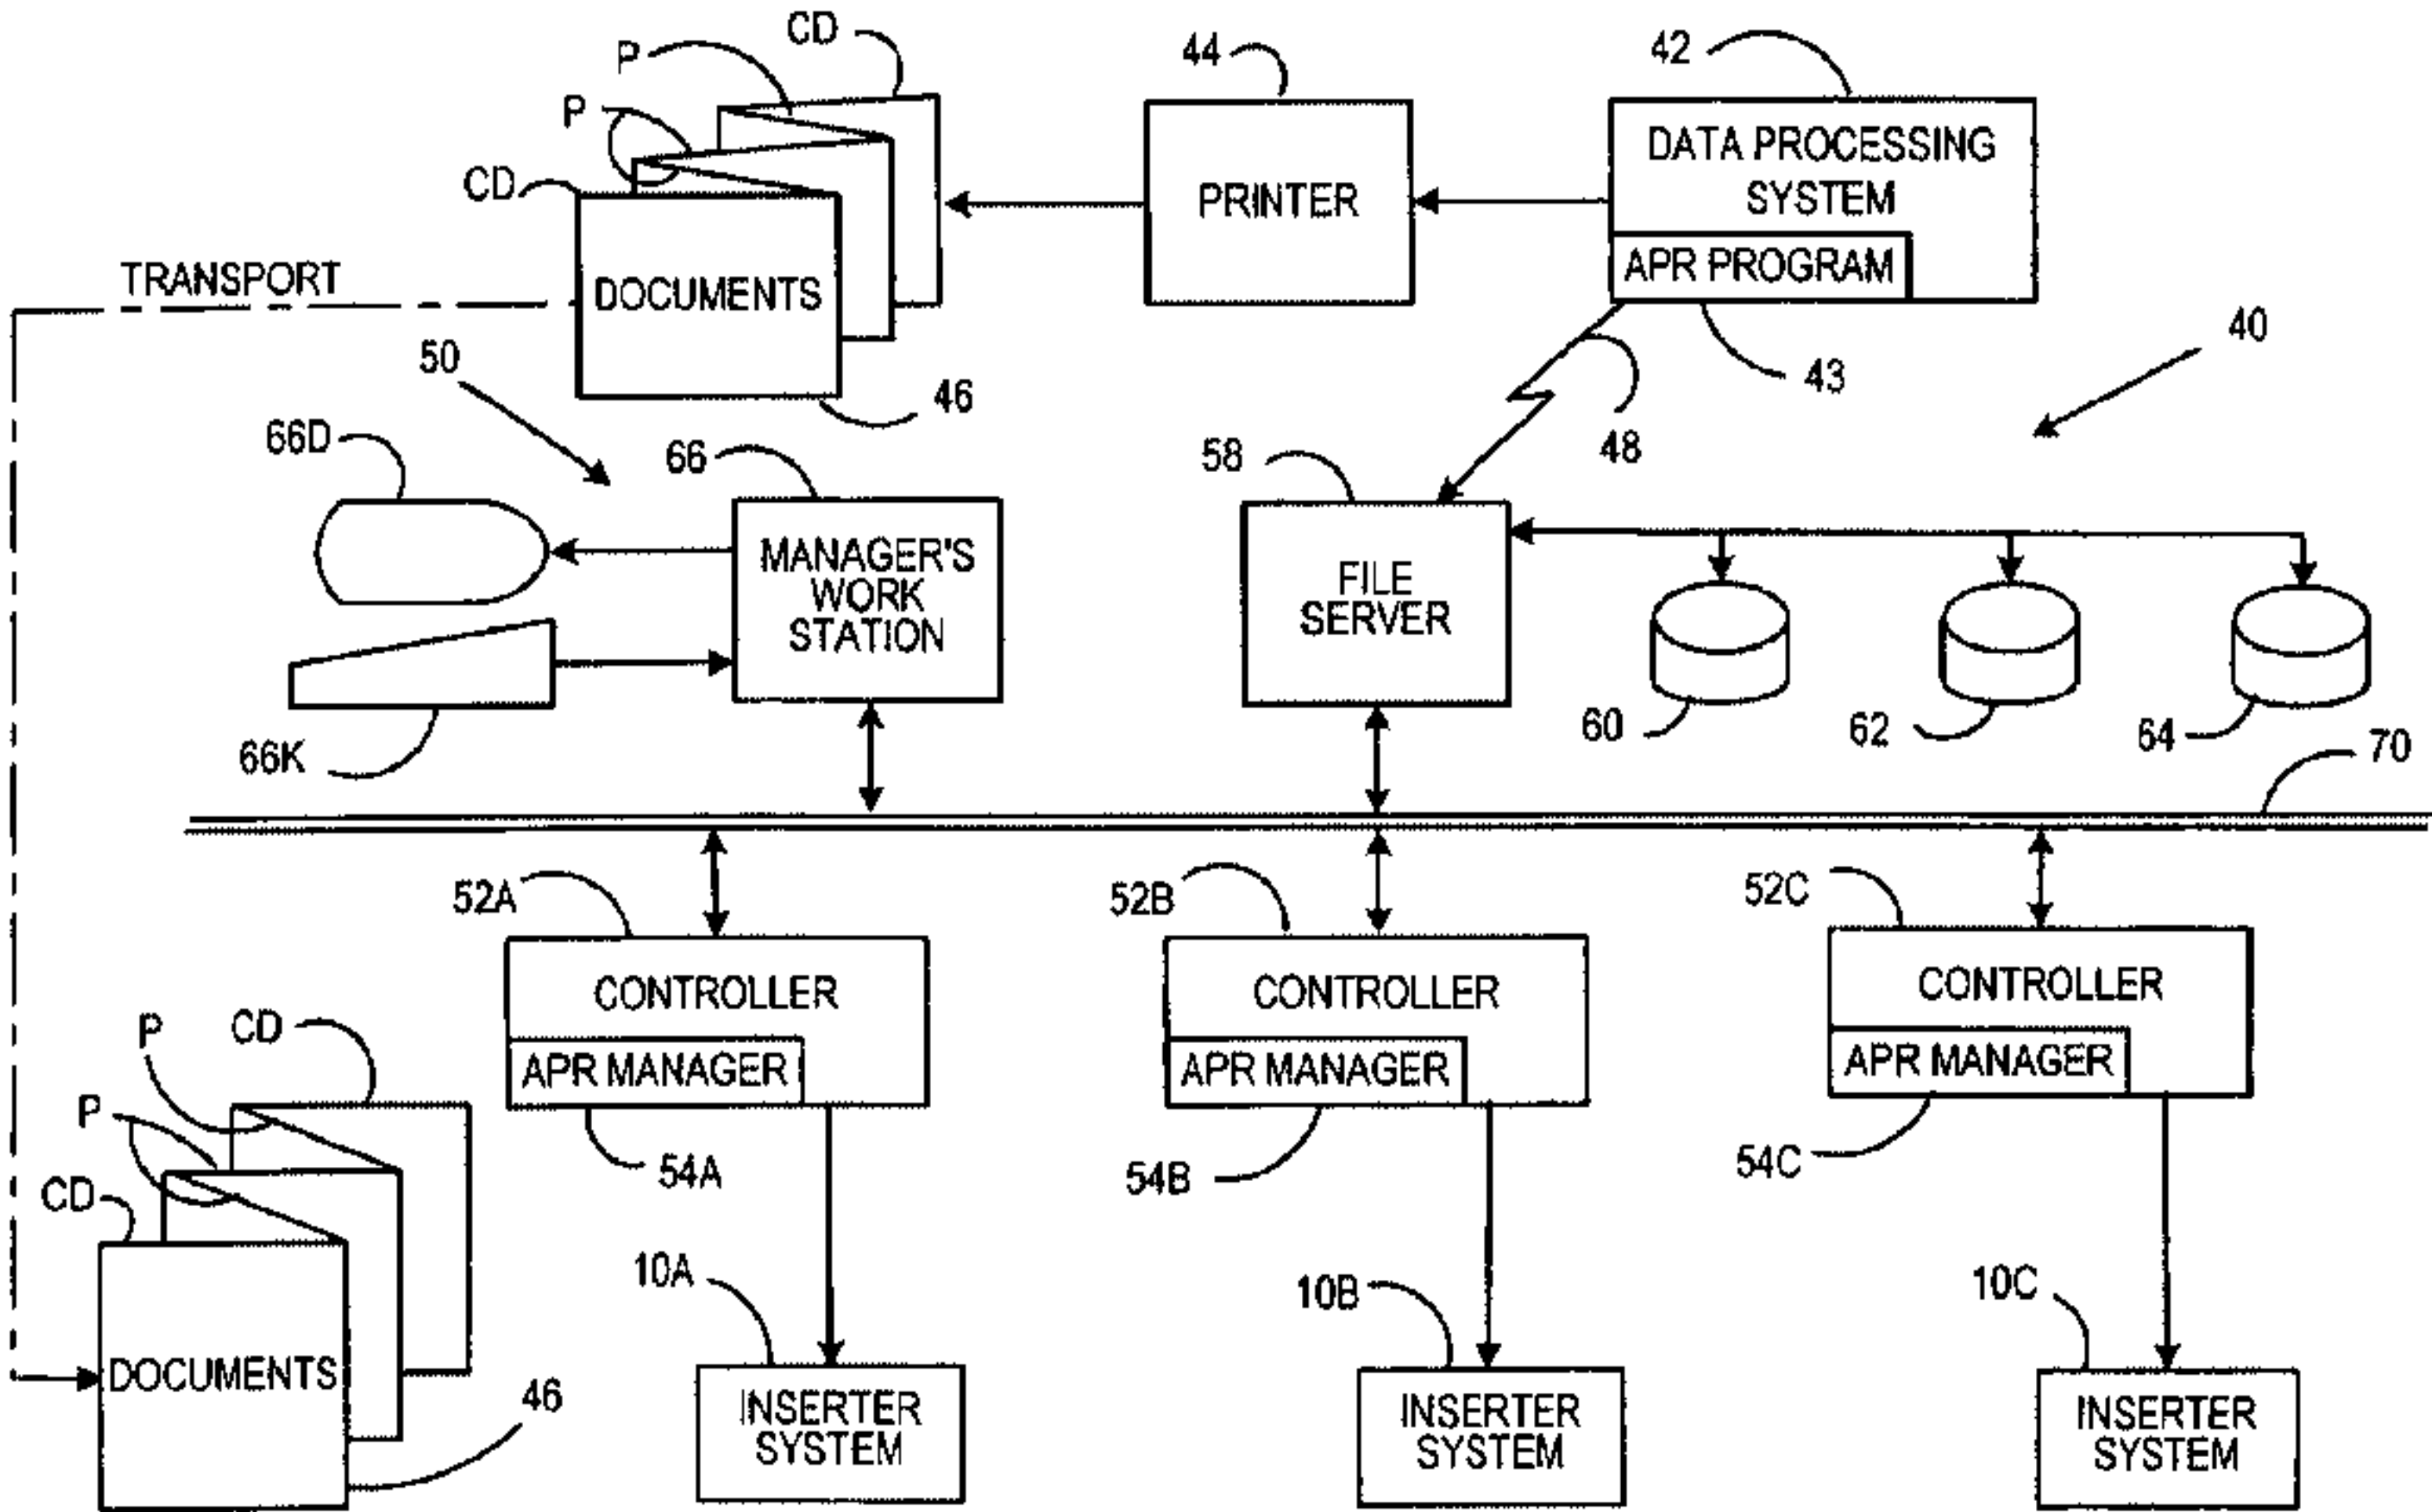 CD
44
42
P
P
CD
DATA PROCESSING
SYSTEM
PRINTER
APR PROGRAM
TRANSPORT
DOCUMENTS
50
46
43
40
48
66D
66
58
MANAGER'S
WORK
STATION
FILE
SERVER
66K
60
62
64
70
52A
52B
52C
CONTROLLER
APR MANAGER
CONTROLLER
APR MANAGER
CONTROLLER
APR MANAGER
P
CD
P
CD
54A
54B
54C
10A
10B
10C
DOCUMENTS
46
INSERTER
SYSTEM
INSERTER
SYSTEM
INSERTER
SYSTEM